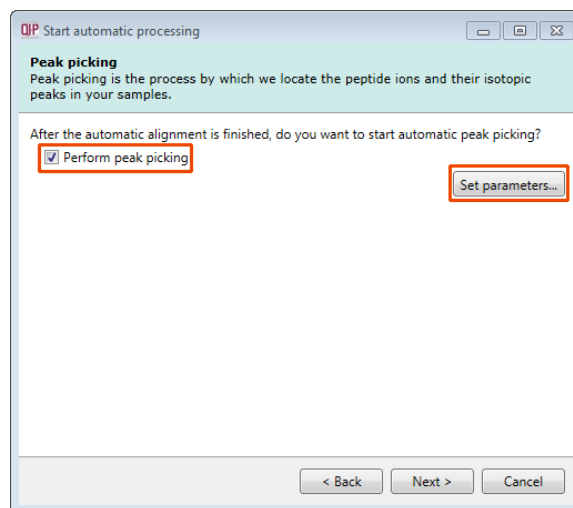 QIP Start automatic processing
Peak picking
Peak picking is the process by which we locate the peptide ions and their isotopic
peaks in your samples.
After the automatic alignment is finished, do you want to start automatic peak picking?
Perform peak picking
Set parameters...
< Back Next > Cancel